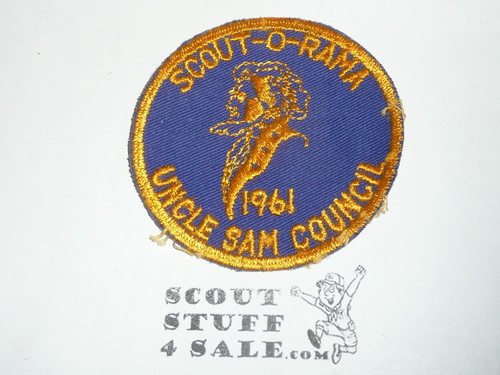 SCOUT-O-RAMA
1961
UNCLE SAM COUNCIL
SCOUT
STUFF
4 SALE.COM